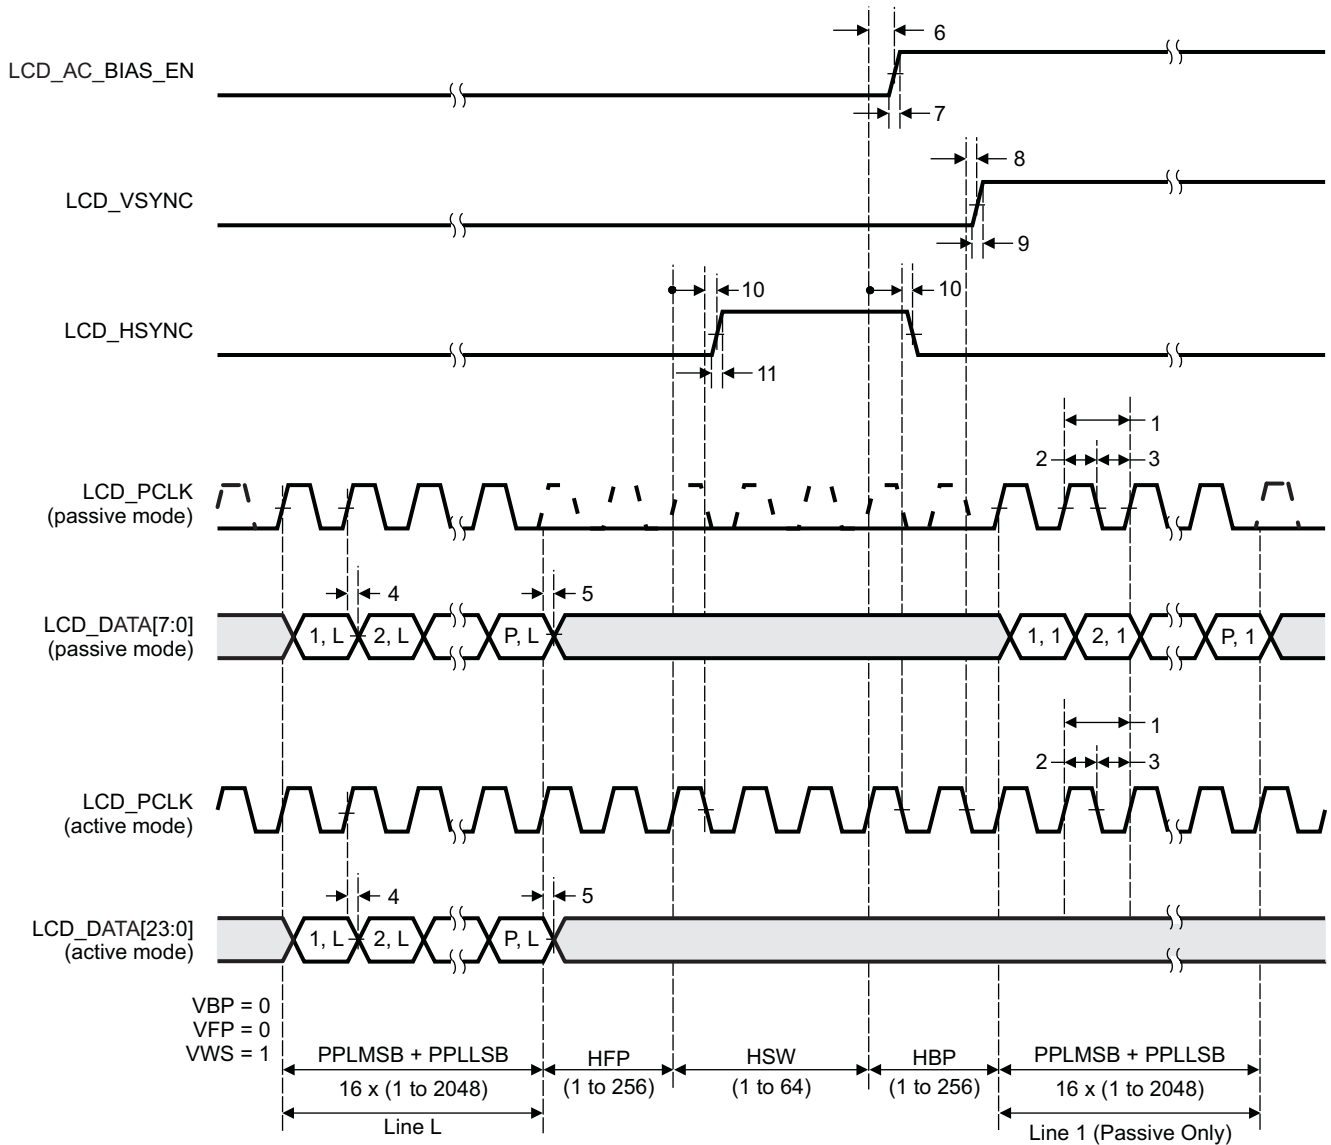 6
LCD_AC_BIAS_EN
7
8
LCD_VSYNC
9
10
10
LCD_HSYNC
11
1
2
3
LCD_PCLK
(passive mode)
4
5
LCD_DATA[7:0]
(passive mode)
1, L
2, L
P, L
1, 1
2, 1
P, 1
1
2
3
LCD_PCLK
(active mode)
4
5
LCD_DATA[23:0]
(active mode)
1, L
2, L
P, L
VBP = 0
VFP = 0
VWS = 1
PPLMSB + PPLLSB
16 x (1 to 2048)
Line L
HFP
(1 to 256)
HSW
(1 to 64)
HBP
(1 to 256)
PPLMSB + PPLLSB
16 x (1 to 2048)
Line 1 (Passive Only)